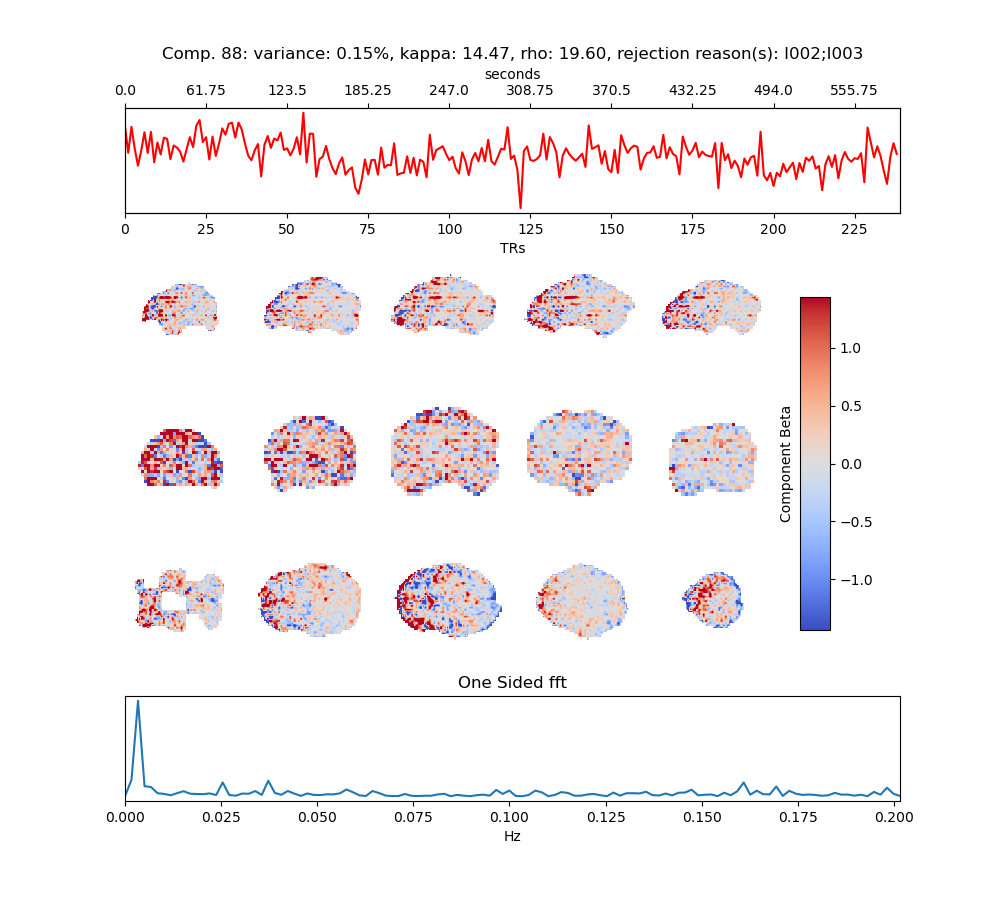 Comp. 88: variance: 0.15%, kappa: 14.47, rho: 19.60, rejection reason(s): I002;I003
seconds
0.0 61.75 123.5 185.25 247.0 308.75 370.5 432.25 494.0 555.75
0 25 50 75 100 125 150 175 200 225
TRs
Component Beta
1.0
0.5
0.0
−0.5
−1.0
One Sided fft
0.000 0.025 0.050 0.075 0.100 0.125 0.150 0.175 0.200
Hz